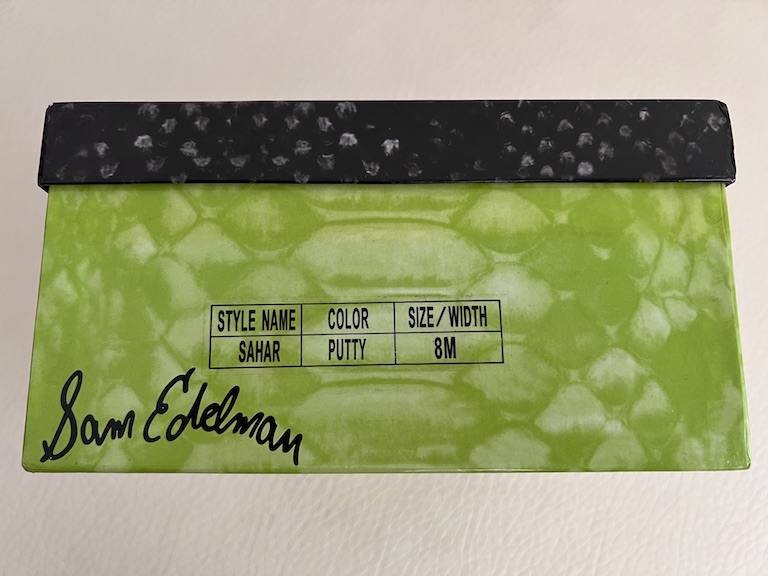 STYLE NAME COLOR SIZE/WIDTH
SAHAR PUTTY 8M
Sam Edelman